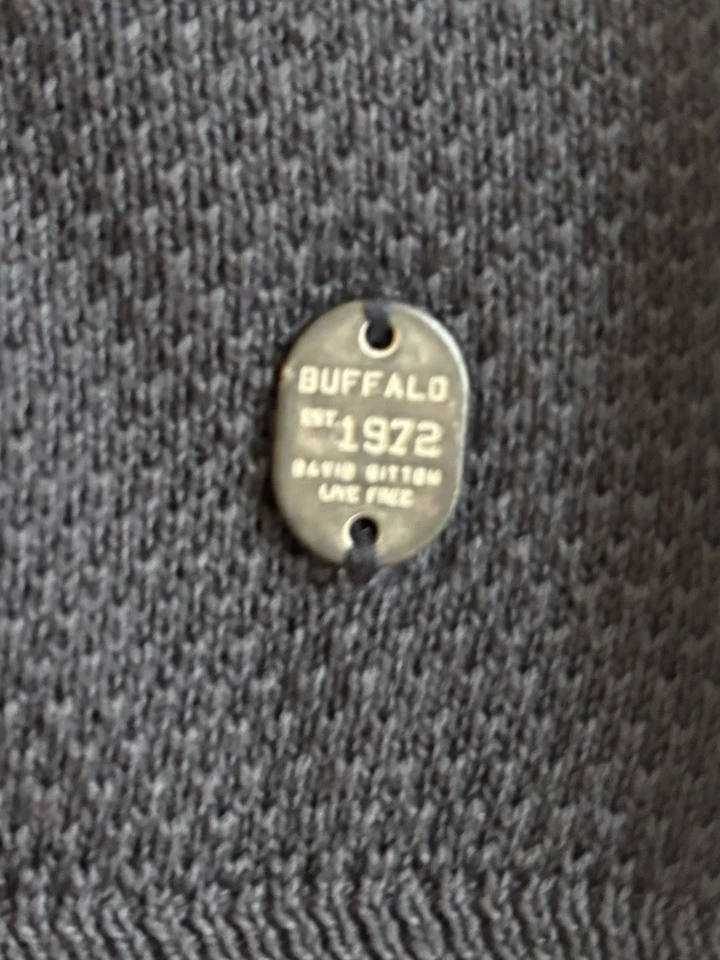 BUFFALO
EST 1972
DAVID BITTON
LIVE FREE